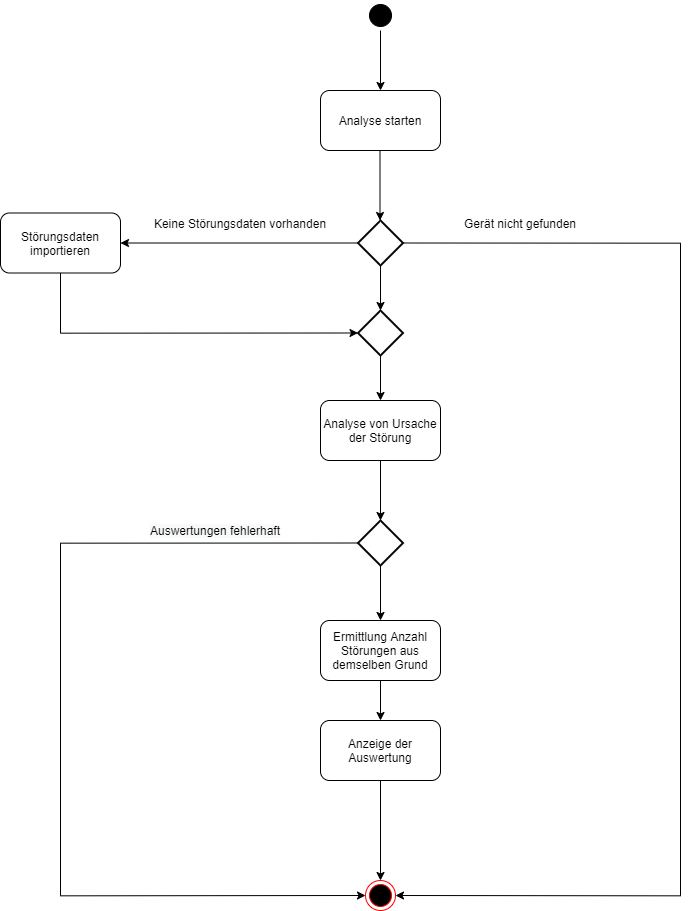 Analyse starten
Keine Störungsdaten vorhanden
Gerät nicht gefunden
Störungsdaten
importieren
Analyse von Ursache
der Störung
Auswertungen fehlerhaft
Ermittlung Anzahl
Störungen aus
demselben Grund
Anzeige der
Auswertung